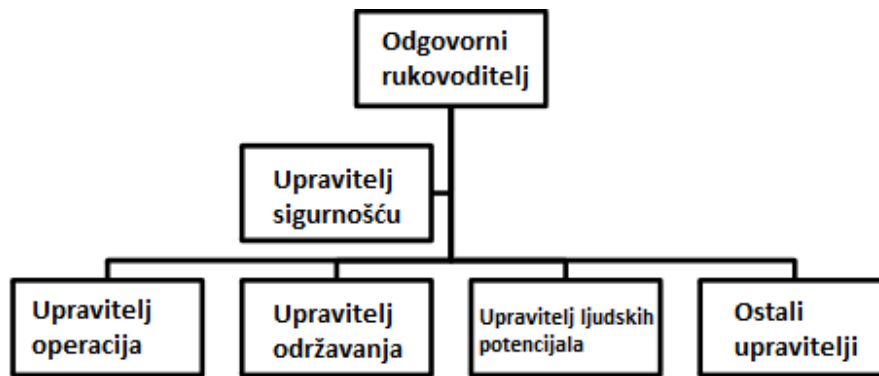 Odgovorni
rukovoditelj
Upravitelj
sigurnošću
Upravitelj
operacija
Upravitelj
održavanja
Upravitelj ljudskih
potencijala
Ostali
upravitelji